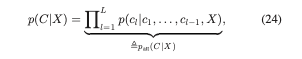 p(C|X) = ∏_{l=1}^{L} p(c_l|c_1, …, c_{l−1}, X),   (24)
≜p_att(C|X)